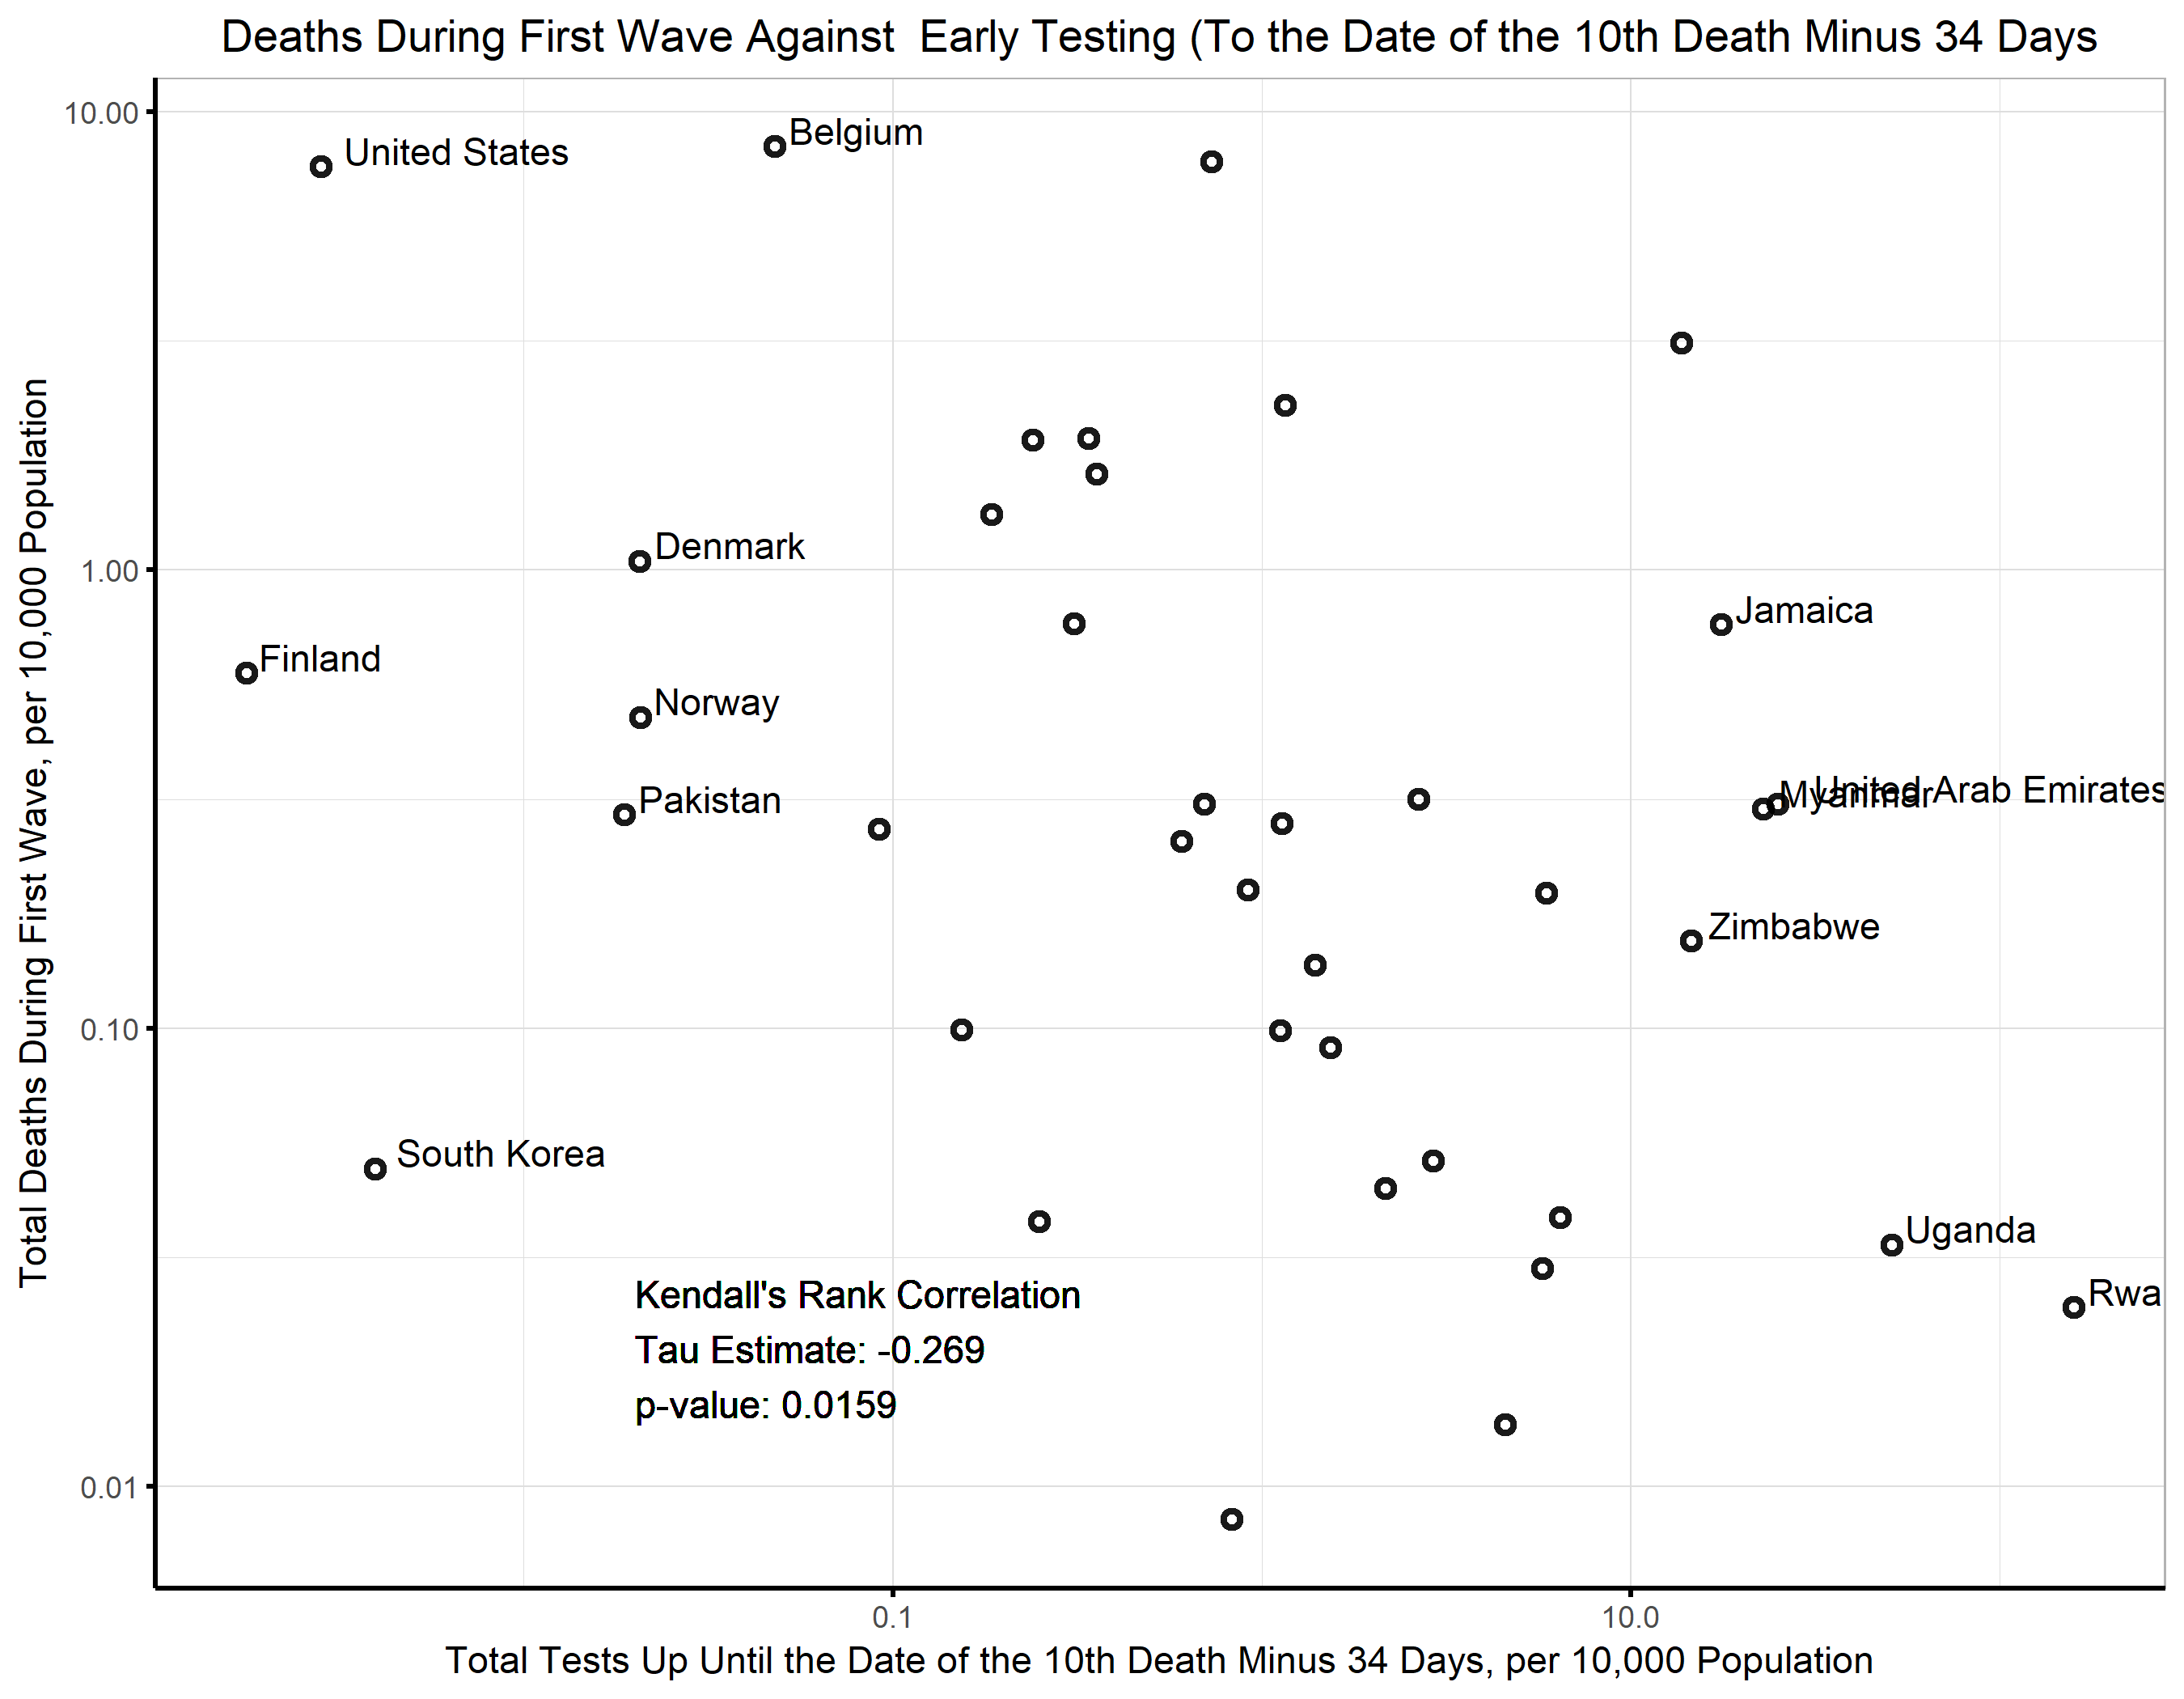 Deaths During First Wave Against  Early Testing (To the Date of the 10th Death Minus 34 Days
10.00
1.00
0.10
0.01
Total Deaths During First Wave, per 10,000 Population
United States
Belgium
Denmark
Jamaica
Finland
Norway
Pakistan
Myanmar
United Arab Emirates
Zimbabwe
South Korea
Uganda
Rwa
Kendall's Rank Correlation
Tau Estimate: -0.269
p-value: 0.0159
0.1
10.0
Total Tests Up Until the Date of the 10th Death Minus 34 Days, per 10,000 Population